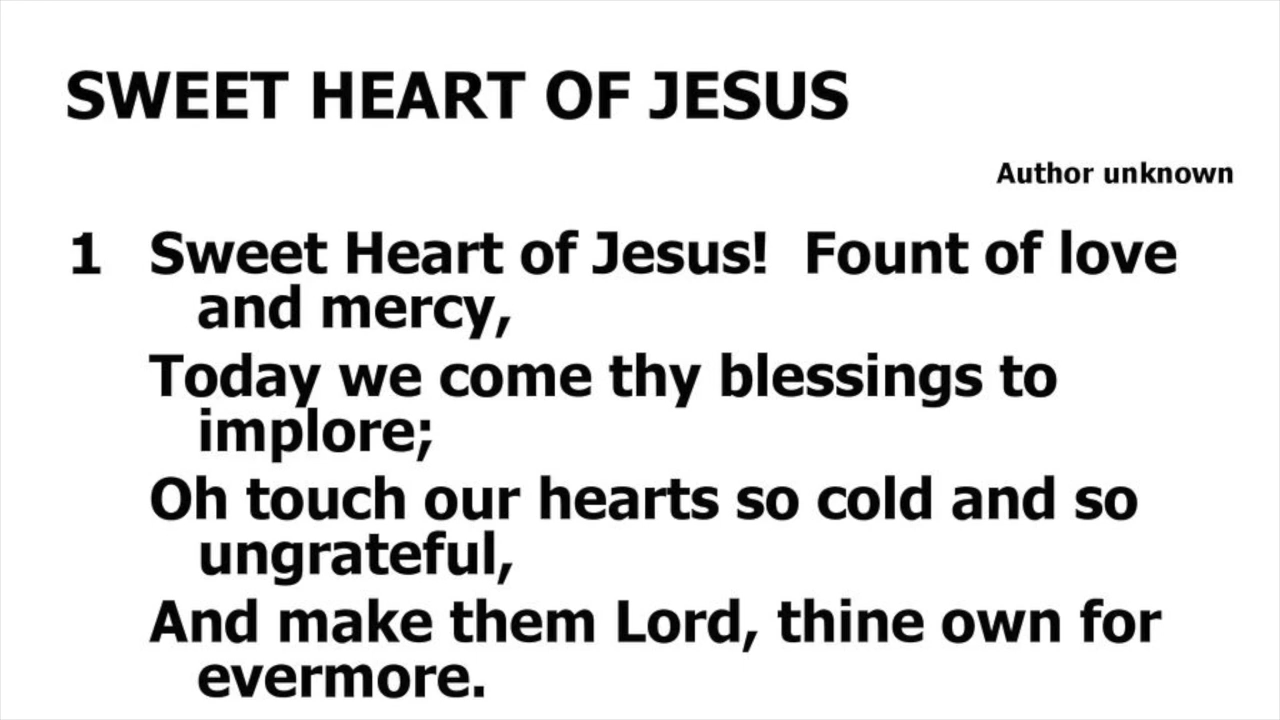 SWEET HEART OF JESUS
Author unknown
1 Sweet Heart of Jesus! Fount of love
and mercy,
Today we come thy blessings to
implore;
Oh touch our hearts so cold and so
ungrateful,
And make them Lord, thine own for
evermore.